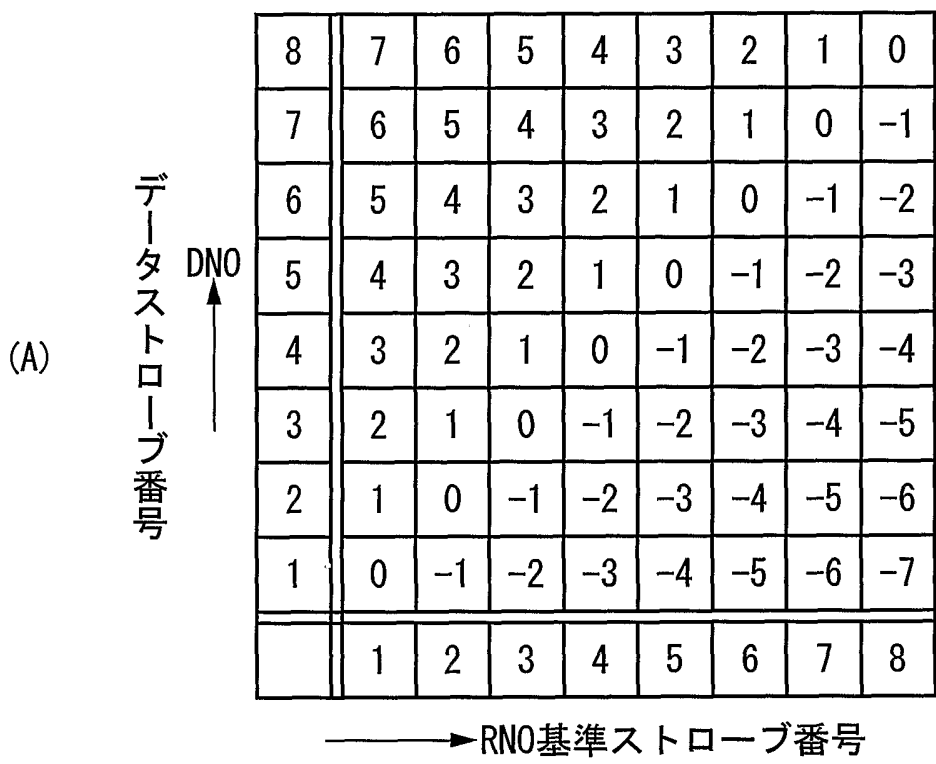 (A)
データストローブ番号
DNO
8 7 6 5 4 3 2 1 0
7 6 5 4 3 2 1 0 -1
6 5 4 3 2 1 0 -1 -2
5 4 3 2 1 0 -1 -2 -3
4 3 2 1 0 -1 -2 -3 -4
3 2 1 0 -1 -2 -3 -4 -5
2 1 0 -1 -2 -3 -4 -5 -6
1 0 -1 -2 -3 -4 -5 -6 -7
1 2 3 4 5 6 7 8
RNO基準ストローブ番号